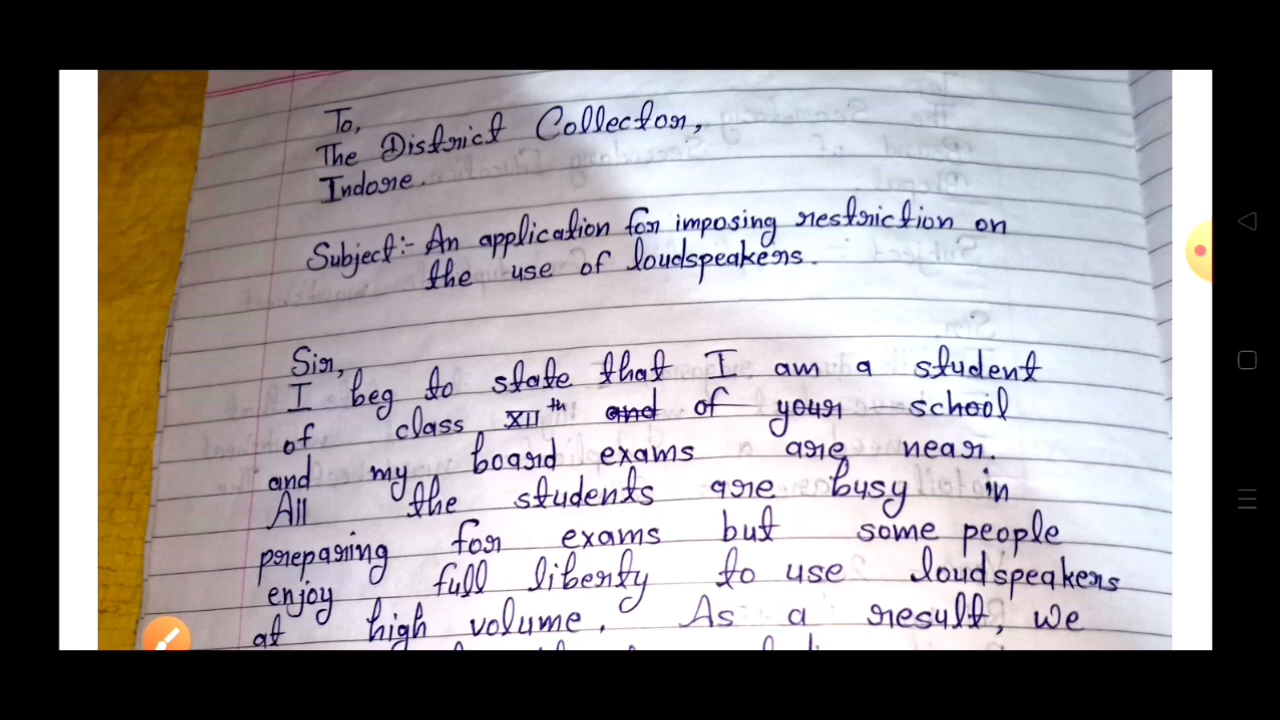 To,
The District Collector,
Indore.
Subject:- An application for imposing restriction on
the use of loudspeakers.
Sir,
I beg to state that I am a student
of class XIIth and of your school
and my board exams are near.
All the students are busy in
preparing for exams but some people
enjoy full liberty to use loudspeakers
at high volume. As a result, we